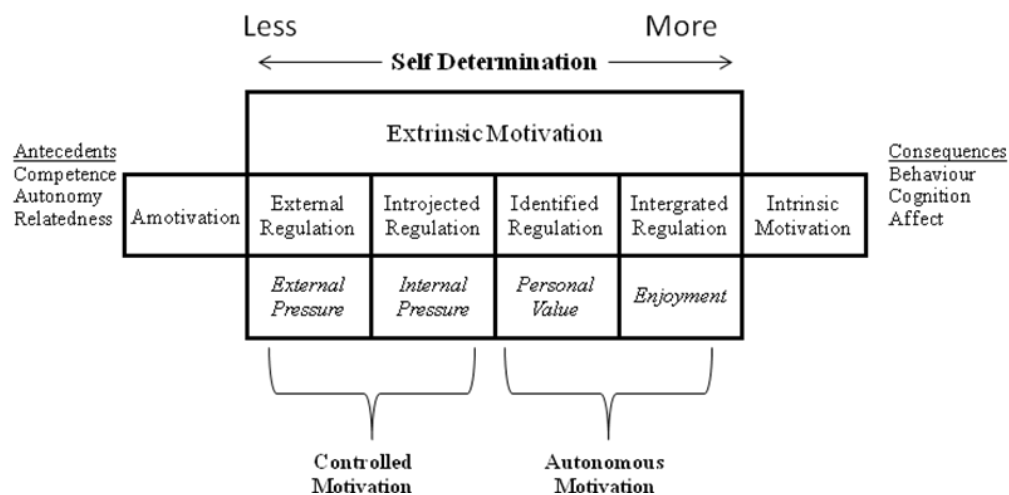 Less More
Self Determination
Extrinsic Motivation
Antecedents
Competence
Autonomy
Relatedness
Amotivation
External
Regulation
Introjected
Regulation
Identified
Regulation
Intergrated
Regulation
Intrinsic
Motivation
Consequences
Behaviour
Cognition
Affect
External
Pressure
Internal
Pressure
Personal
Value
Enjoyment
Controlled
Motivation
Autonomous
Motivation